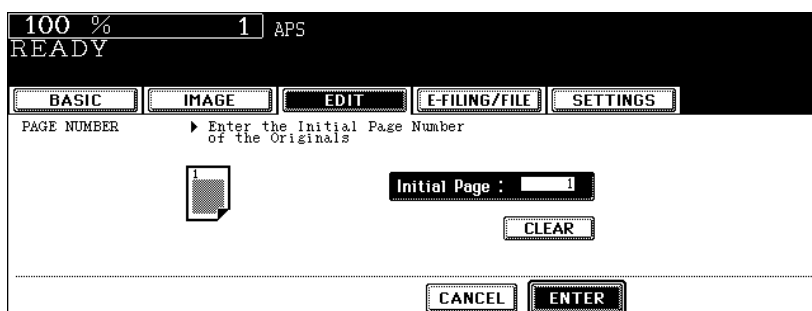 100 % 1 APS
READY
BASIC IMAGE EDIT E-FILING/FILE SETTINGS
PAGE NUMBER Enter the Initial Page Number
of the Originals
1
Initial Page : 1
CLEAR
CANCEL ENTER